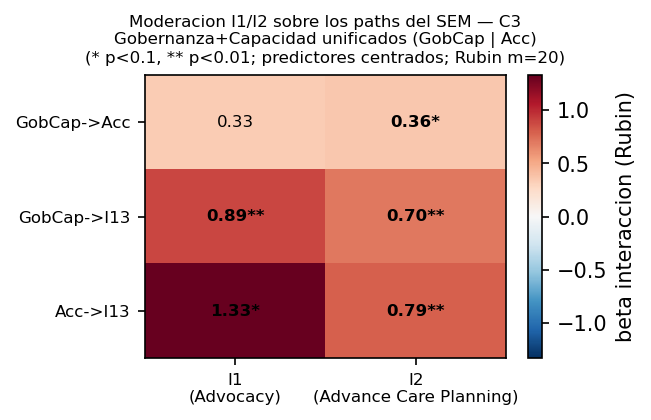 Moderacion I1/I2 sobre los paths del SEM — C3
Gobernanza+Capacidad unificados (GobCap | Acc)
(* p<0.1, ** p<0.01; predictores centrados; Rubin m=20)
GobCap->Acc
0.33
0.36*
GobCap->I13
0.89**
0.70**
Acc->I13
1.33*
0.79**
I1
(Advocacy)
I2
(Advance Care Planning)
1.0
0.5
0.0
−0.5
−1.0
beta interaccion (Rubin)